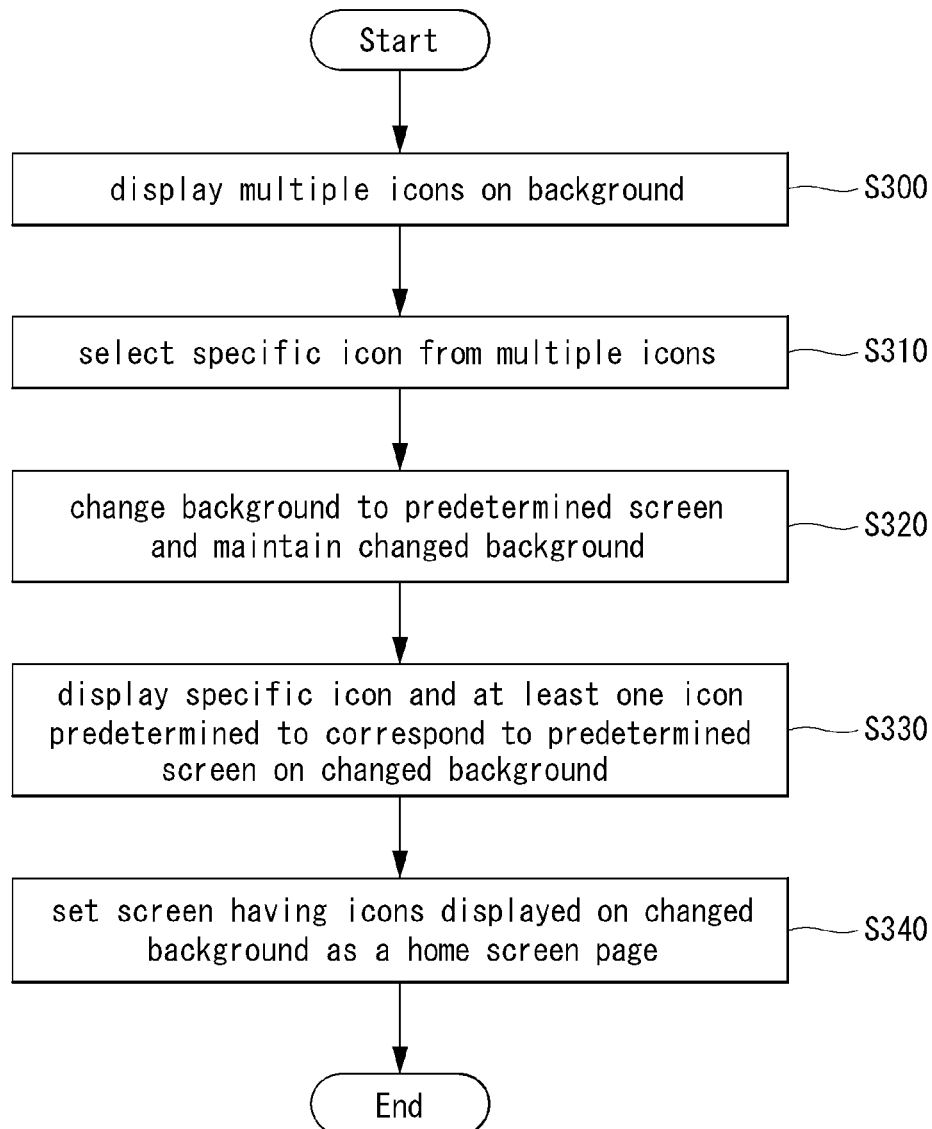 Start
display multiple icons on background
S300
select specific icon from multiple icons
S310
change background to predetermined screen
and maintain changed background
S320
display specific icon and at least one icon
predetermined to correspond to predetermined
screen on changed background
S330
set screen having icons displayed on changed
background as a home screen page
S340
End